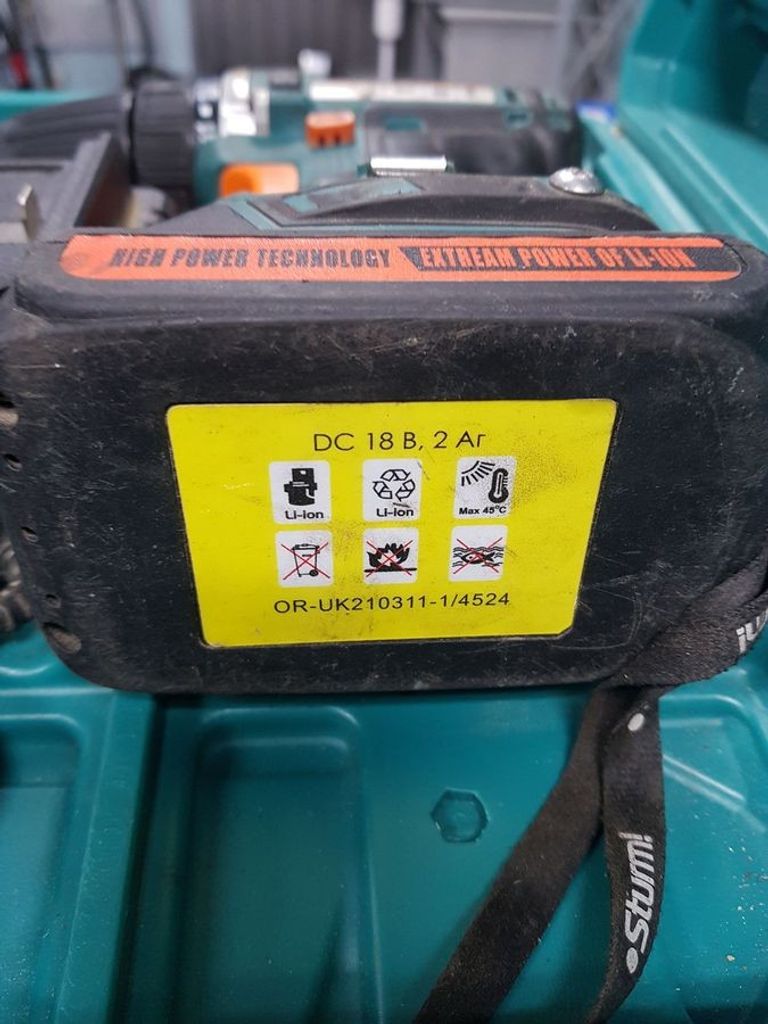 HIGH POWER TECHNOLOGY EXTREAM POWER OF LI-ION
DC 18 В, 2 Аг
Li-ion
Li-ion
Max 45°C
OR-UK210311-1/4524
Sturm!